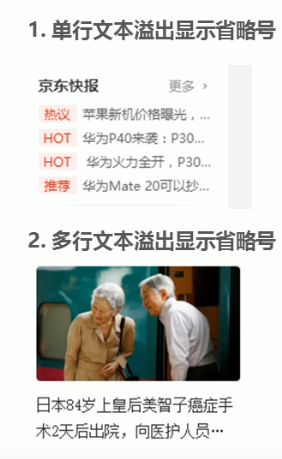 1. 单行文本溢出显示省略号
京东快报 更多 >
热议 苹果新机价格曝光，...
HOT 华为P40来袭：P30...
HOT 华为火力全开，P30...
推荐 华为Mate 20可以抄...
2. 多行文本溢出显示省略号
日本84岁上皇后美智子癌症手
术2天后出院，向医护人员…